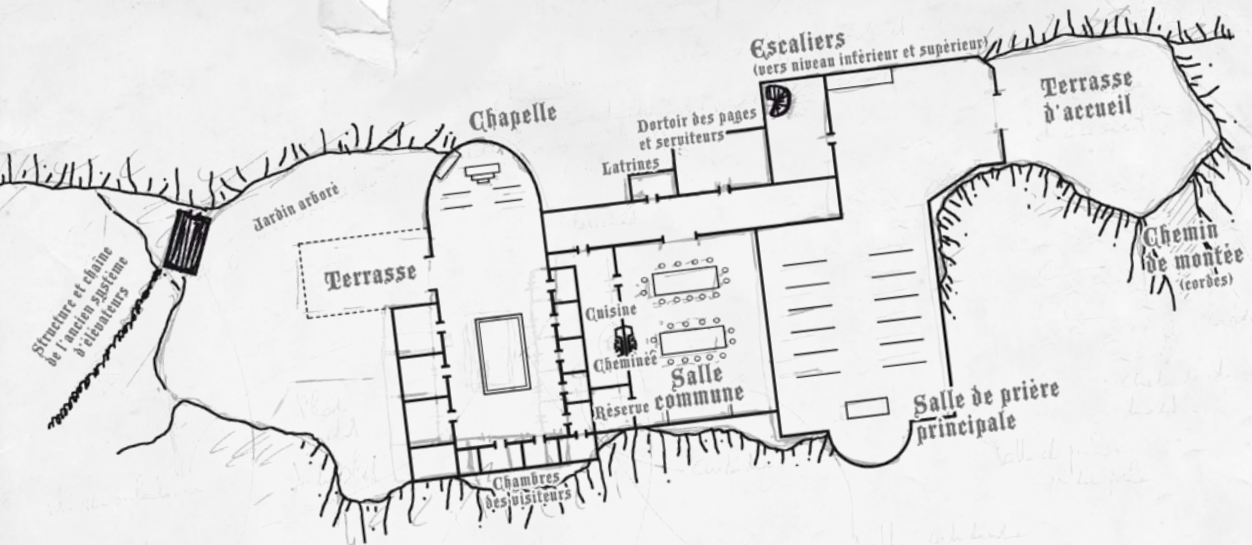 Escaliers
(vers niveau inférieur et supérieur)
Terrasse
d'accueil
Chapelle
Dortoir des pages
et serviteurs
Latrines
Jardin arboré
Terrasse
Structure et chaîne
de l'ancien système
d'élévateurs
Chemin
de montée
(cordes)
Cuisine
Cheminée
Salle
commune
Réserve
Salle de prière
principale
Chambres
des visiteurs